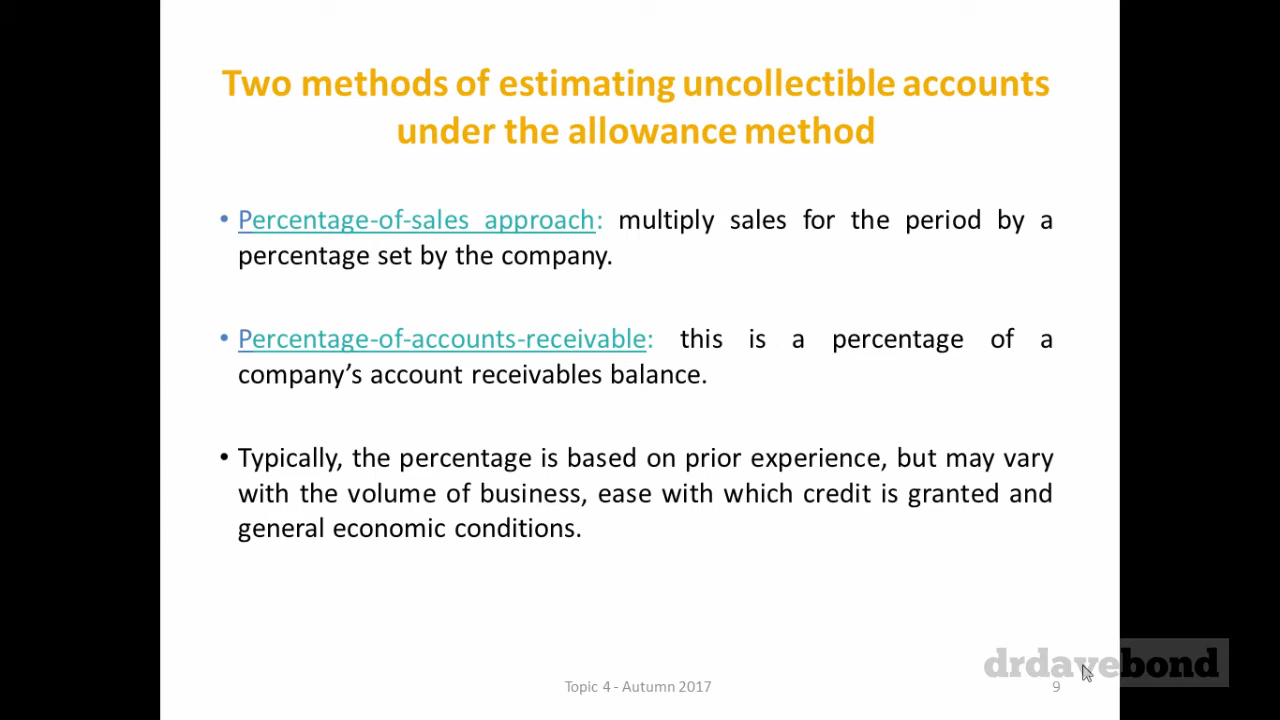 Two methods of estimating uncollectible accounts
under the allowance method
• Percentage-of-sales approach: multiply sales for the period by a
percentage set by the company.
• Percentage-of-accounts-receivable: this is a percentage of a
company’s account receivables balance.
• Typically, the percentage is based on prior experience, but may vary
with the volume of business, ease with which credit is granted and
general economic conditions.
drdavebond
Topic 4 - Autumn 2017
9